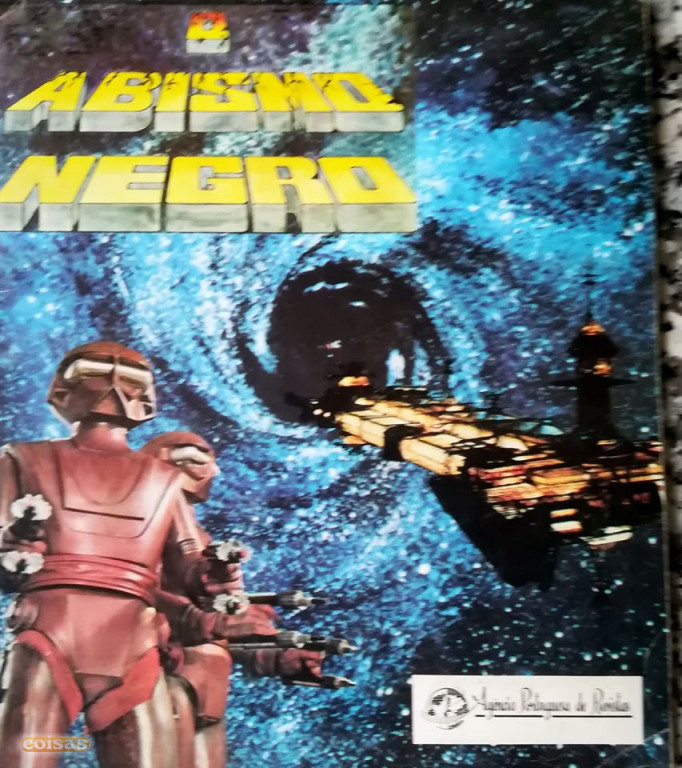 ABISMO
NEGRO
Agência Portuguesa de Revistas
coisas